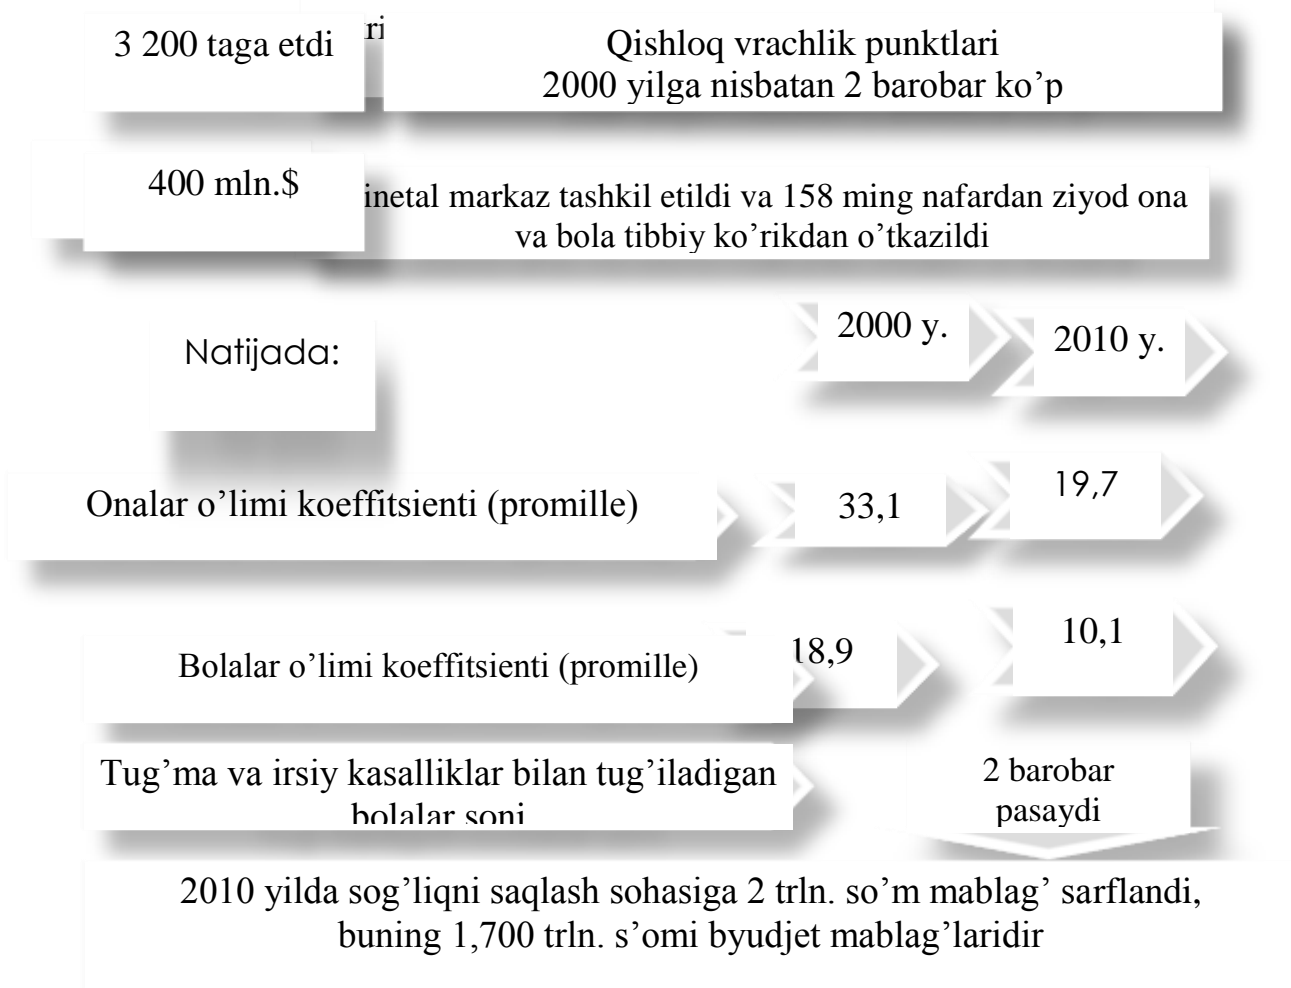 3 200 taga etdi
Qishloq vrachlik punktlari
2000 yilga nisbatan 2 barobar ko’p
400 mln.$
markaz tashkil etildi va 158 ming nafardan ziyod ona
va bola tibbiy ko’rikdan o’tkazildi
Natijada:
2000 y.
2010 y.
Onalar o’limi koeffitsienti (promille)
33,1
19,7
Bolalar o’limi koeffitsienti (promille)
18,9
10,1
Tug’ma va irsiy kasalliklar bilan tug’iladigan
bolalar soni
2 barobar
pasaydi
2010 yilda sog’liqni saqlash sohasiga 2 trln. so’m mablag’ sarflandi,
buning 1,700 trln. s’omi byudjet mablag’laridir